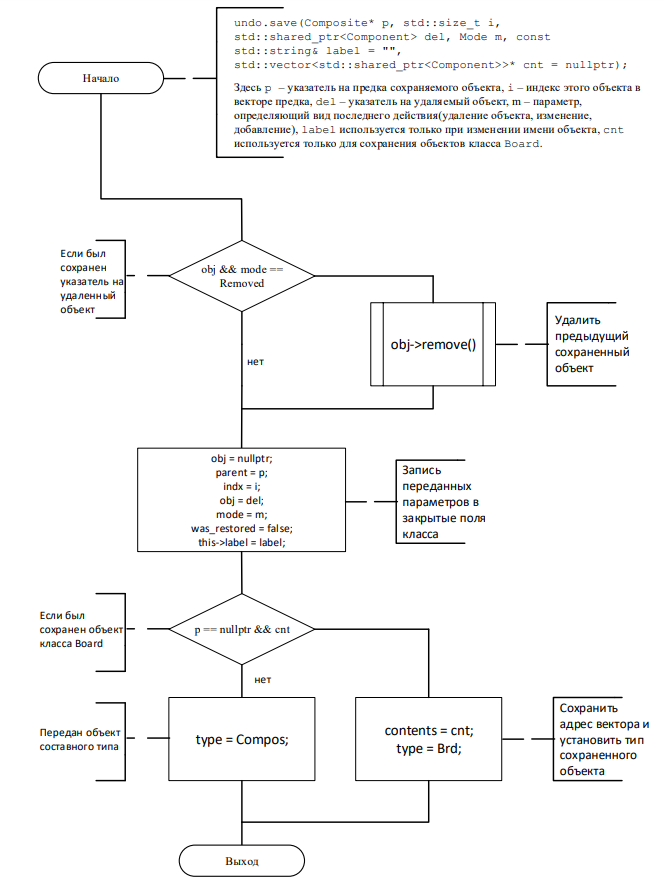 undo.save(Composite* p, std::size_t i,
std::shared_ptr<Component> del, Mode m, const
std::string& label = "",
std::vector<std::shared_ptr<Component>>* cnt = nullptr);
Начало
Здесь p – указатель на предка сохраняемого объекта, i – индекс этого объекта в
векторе предка, del – указатель на удаляемый объект, m – параметр,
определяющий вид последнего действия(удаление объекта, изменение,
добавление), label используется только при изменении имени объекта, cnt
используется только для сохранения объектов класса Board.
Если был
сохранен
указатель на
удаленный
объект
obj && mode ==
Removed
нет
obj->remove()
Удалить
предыдущий
сохраненный
объект
obj = nullptr;
parent = p;
indx = i;
obj = del;
mode = m;
was_restored = false;
this->label = label;
Запись
переданных
параметров в
закрытые поля
класса
Если был
сохранен объект
класса Board
p == nullptr && cnt
нет
Передан объект
составного типа
type = Compos;
contents = cnt;
type = Brd;
Сохранить
адрес вектора и
установить тип
сохраненного
объекта
Выход